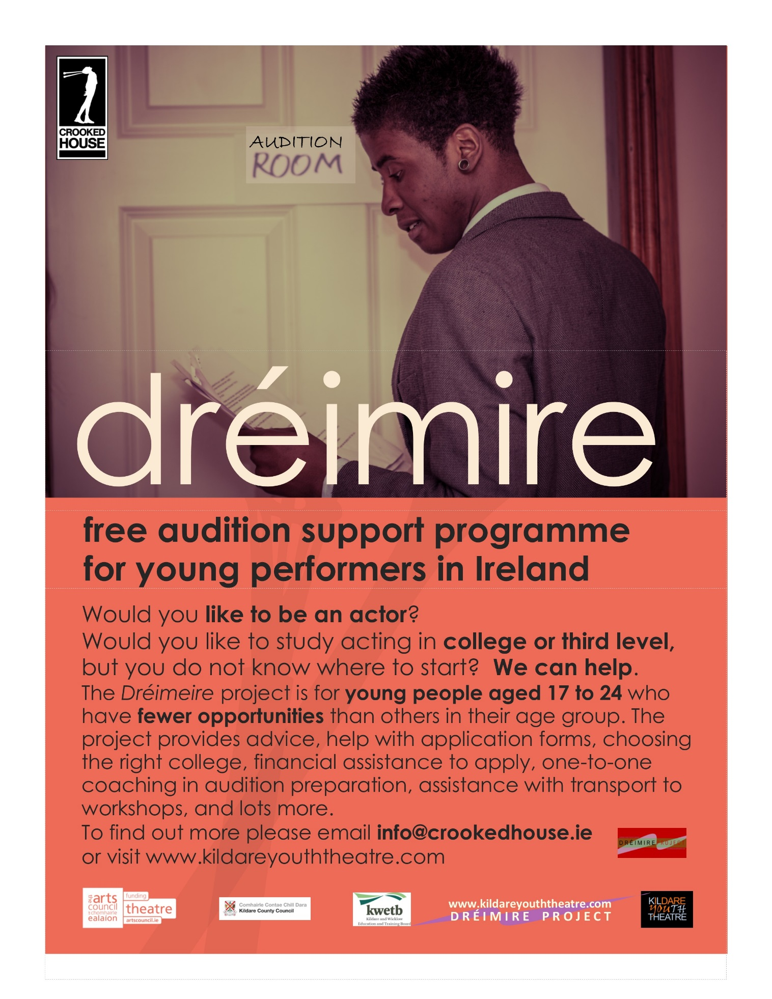 CROOKED
HOUSE
AUDITION
ROOM
dréimire
free audition support programme
for young performers in Ireland
Would you like to be an actor?
Would you like to study acting in college or third level,
but you do not know where to start? We can help.
The Dréimeire project is for young people aged 17 to 24 who
have fewer opportunities than others in their age group. The
project provides advice, help with application forms, choosing
the right college, financial assistance to apply, one-to-one
coaching in audition preparation, assistance with transport to
workshops, and lots more.
To find out more please email info@crookedhouse.ie
or visit www.kildareyouththeatre.com
DRÉIMIRE PROJECT
the arts
council
schomhairle
ealaíon
funding
theatre
artscouncil.ie
Comhairle Contae Chill Dara
Kildare County Council
kwetb
Kildare and Wicklow
Education and Training Board
www.kildareyouththeatre.com
DRÉIMIRE PROJECT
KILDARE
YOUTH
THEATRE